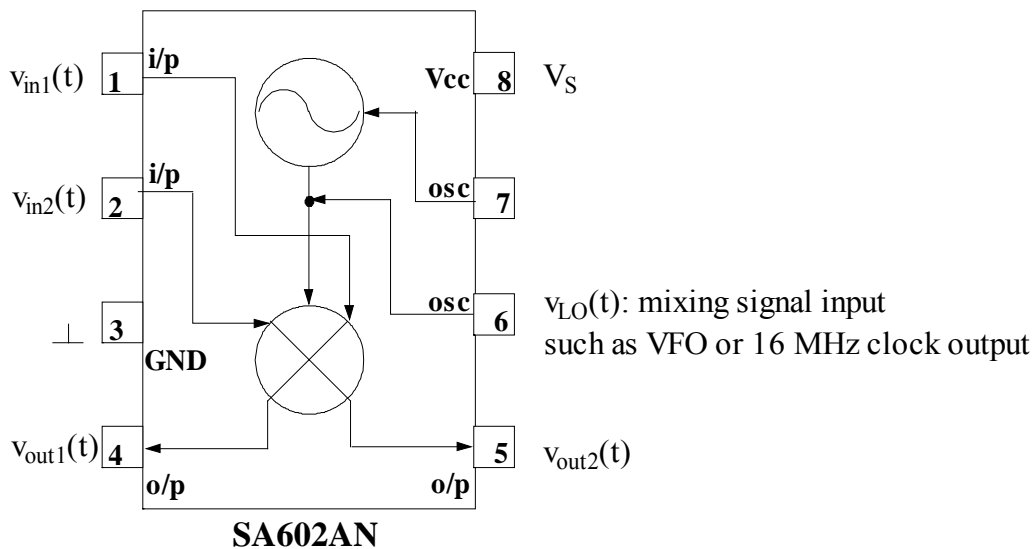 v_in1(t) 1 i/p Vcc 8 V_S
v_in2(t) 2 i/p osc 7
osc 6 v_LO(t): mixing signal input
such as VFO or 16 MHz clock output
⊥ 3 GND
v_out1(t) 4 o/p o/p 5 v_out2(t)
SA602AN